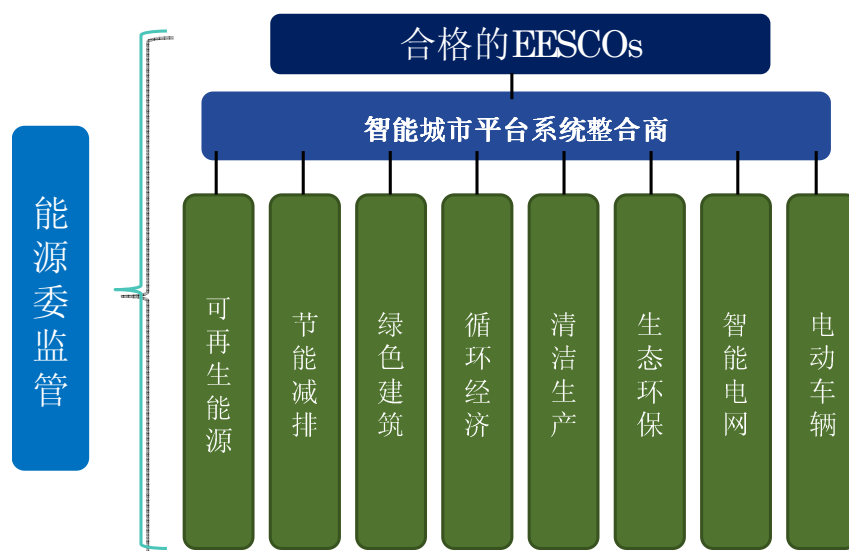 合格的EESCOs
智能城市平台系统整合商
能源委监管
可再生能源
节能减排
绿色建筑
循环经济
清洁生产
生态环保
智能电网
电动车辆